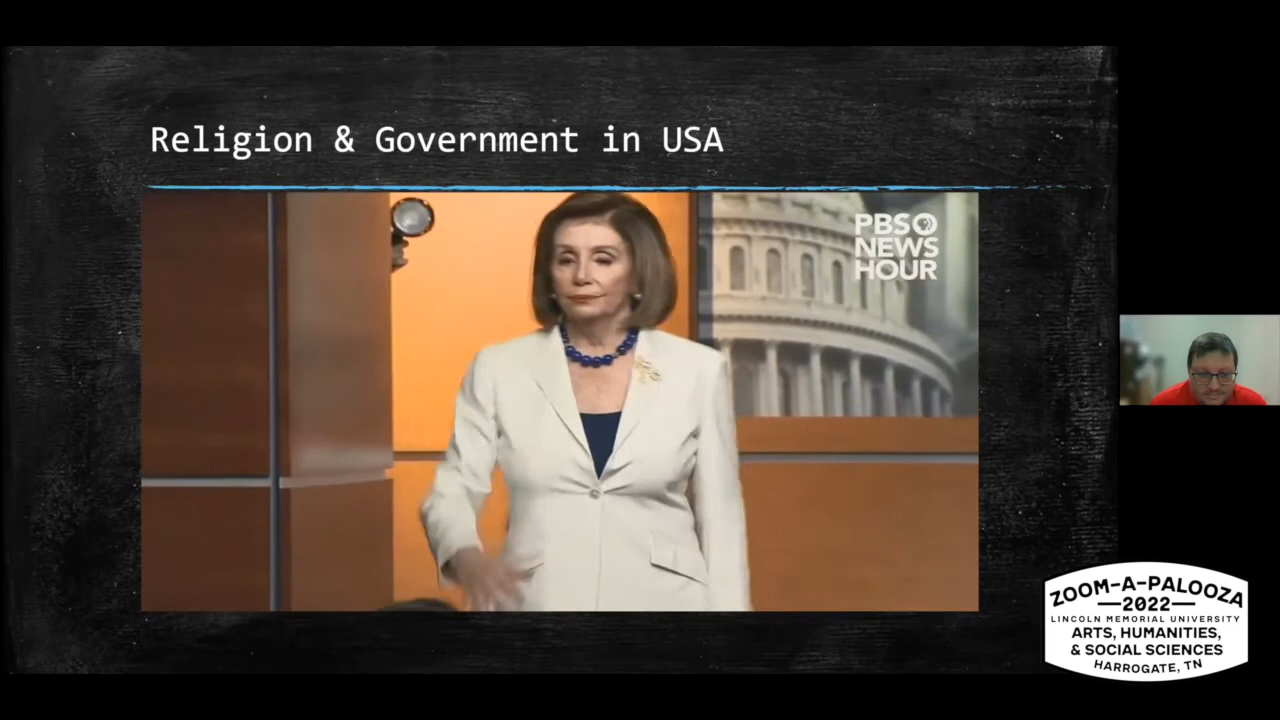 Religion & Government in USA
PBS
NEWS
HOUR
ZOOM-A-PALOOZA
2022
LINCOLN MEMORIAL UNIVERSITY
ARTS, HUMANITIES,
& SOCIAL SCIENCES
HARROGATE, TN